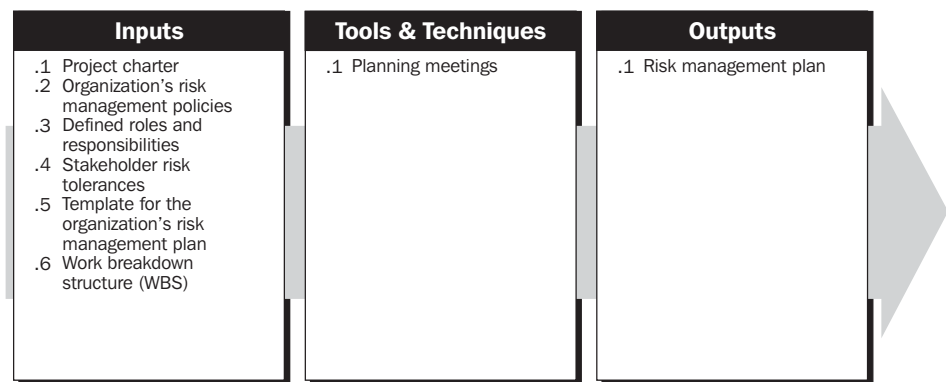 Inputs
.1 Project charter
.2 Organization's risk
management policies
.3 Defined roles and
responsibilities
.4 Stakeholder risk
tolerances
.5 Template for the
organization's risk
management plan
.6 Work breakdown
structure (WBS)
Tools & Techniques
.1 Planning meetings
Outputs
.1 Risk management plan